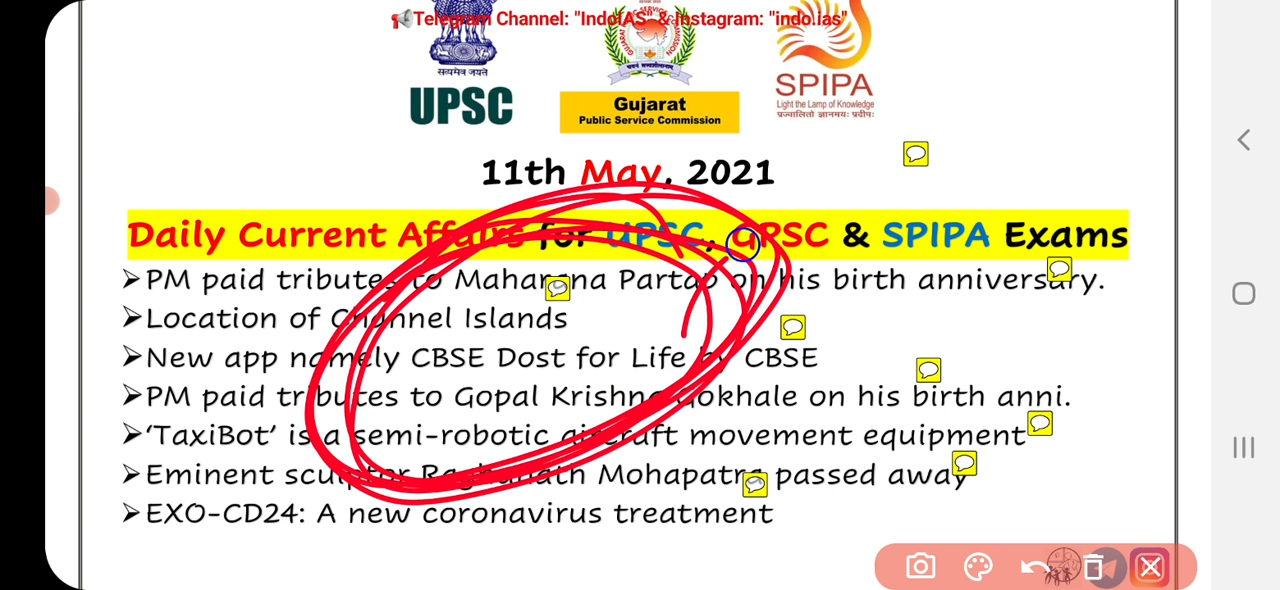 Telegram Channel: "IndoIAS" & Instagram: "indo.ias"
सत्यमेव जयते
UPSC
Gujarat
Public Service Commission
SPIPA
Light the Lamp of Knowledge
प्रज्वालितो ज्ञानमयः प्रदीपः
11th May, 2021
Daily Current Affairs for UPSC, GPSC & SPIPA Exams
➢PM paid tributes to Maharana Partap on his birth anniversary.
➢Location of Channel Islands
➢New app namely CBSE Dost for Life by CBSE
➢PM paid tributes to Gopal Krishna Gokhale on his birth anni.
➢‘TaxiBot’ is a semi-robotic aircraft movement equipment
➢Eminent sculptor Raghunath Mohapatra passed away
➢EXO-CD24: A new coronavirus treatment